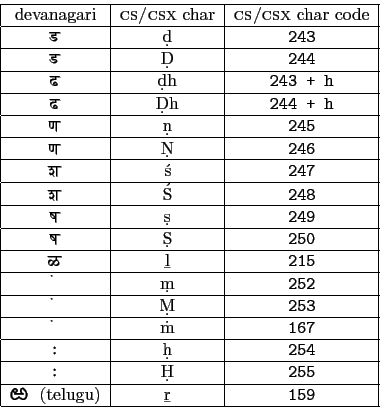 devanagari CS/CSX char CS/CSX char code
ड ḍ 243
ड Ḍ 244
ढ ḍh 243 + h
ढ Ḍh 244 + h
ण ṇ 245
ण Ṇ 246
श ś 247
श Ś 248
ष ṣ 249
ष Ṣ 250
ळ ḻ 215
˙ ṃ 252
˙ Ṃ 253
˙ ṁ 167
: ḥ 254
: Ḥ 255
ఱ (telugu) ṟ 159